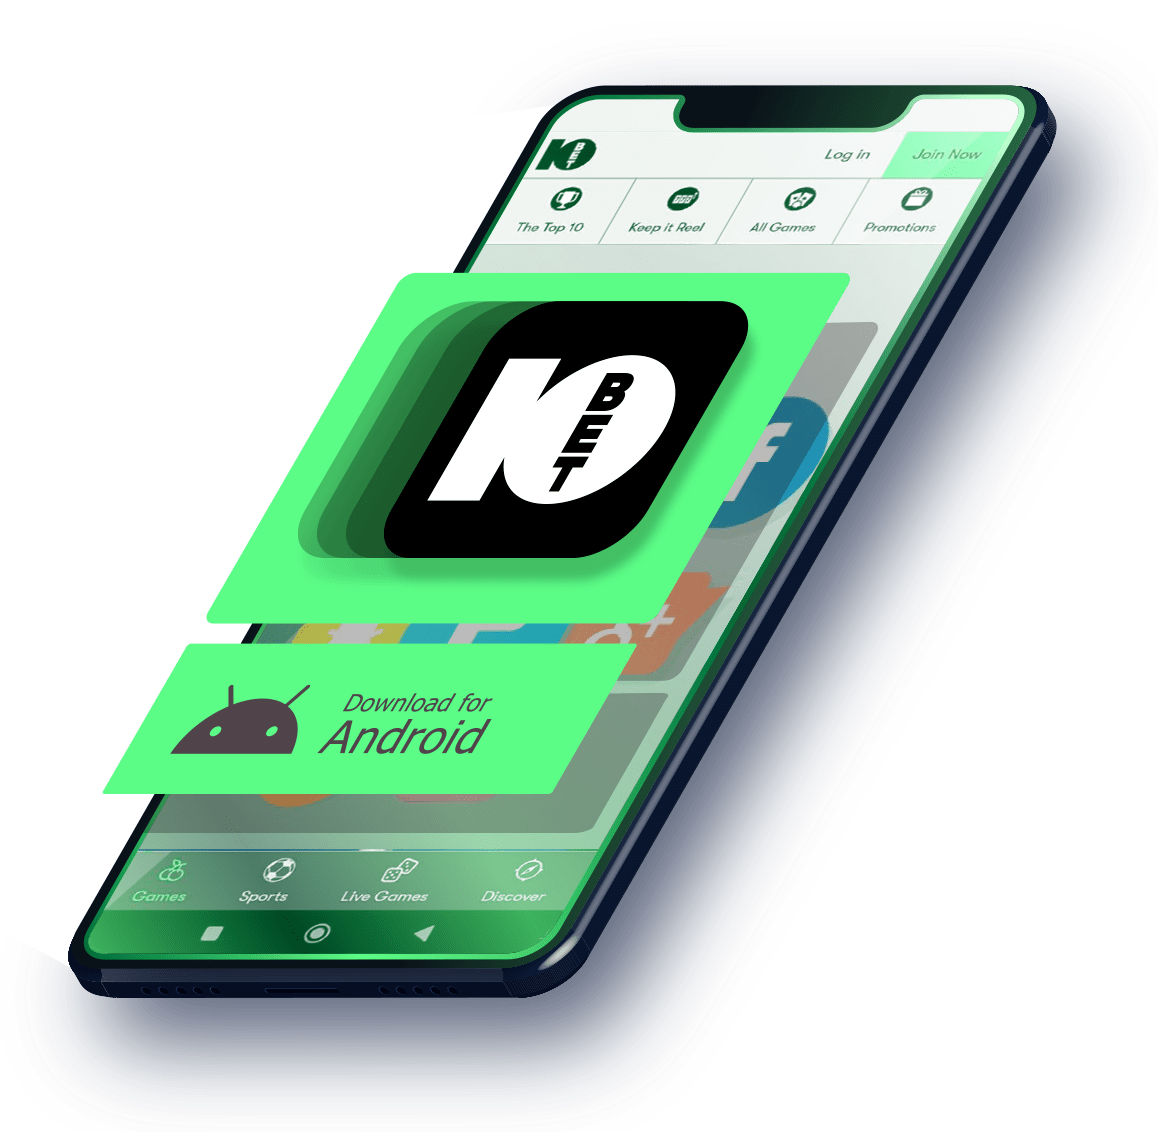 10
BET
Log in
Join Now
The Top 10
Keep it Reel
All Games
Promotions
10
BET
f
P
g+
Download for
Android
Games
Sports
Live Games
Discover